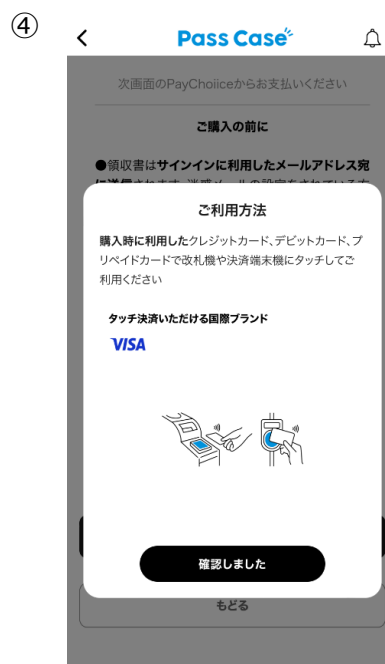 ④
Pass Case
次画面のPayChoiiceからお支払いください
ご購入の前に
●領収書はサインインに利用したメールアドレス宛
ご利用方法
購入時に利用したクレジットカード、デビットカード、プ
リペイドカードで改札機や決済端末機にタッチしてご
利用ください
タッチ決済いただける国際ブランド
VISA
確認しました
もどる